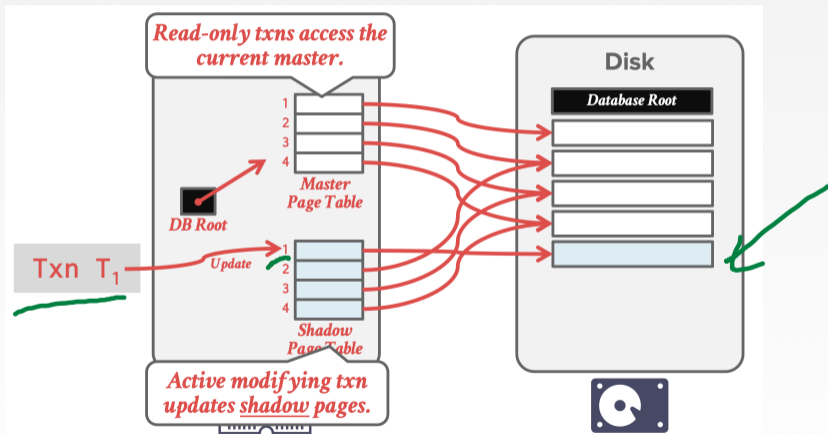 Read-only txns access the
current master.
Disk
Database Root
1
2
3
4
Master
Page Table
DB Root
Txn T1
Update
1
2
3
4
Shadow
Page Table
Active modifying txn
updates shadow pages.